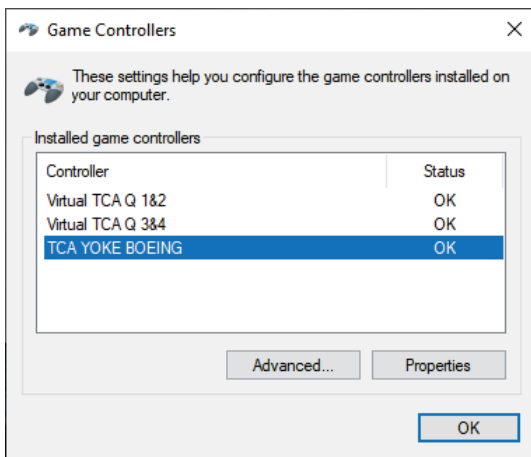 Game Controllers
These settings help you configure the game controllers installed on
your computer.
Installed game controllers
Controller Status
Virtual TCA Q 1&2 OK
Virtual TCA Q 3&4 OK
TCA YOKE BOEING OK
Advanced... Properties
OK